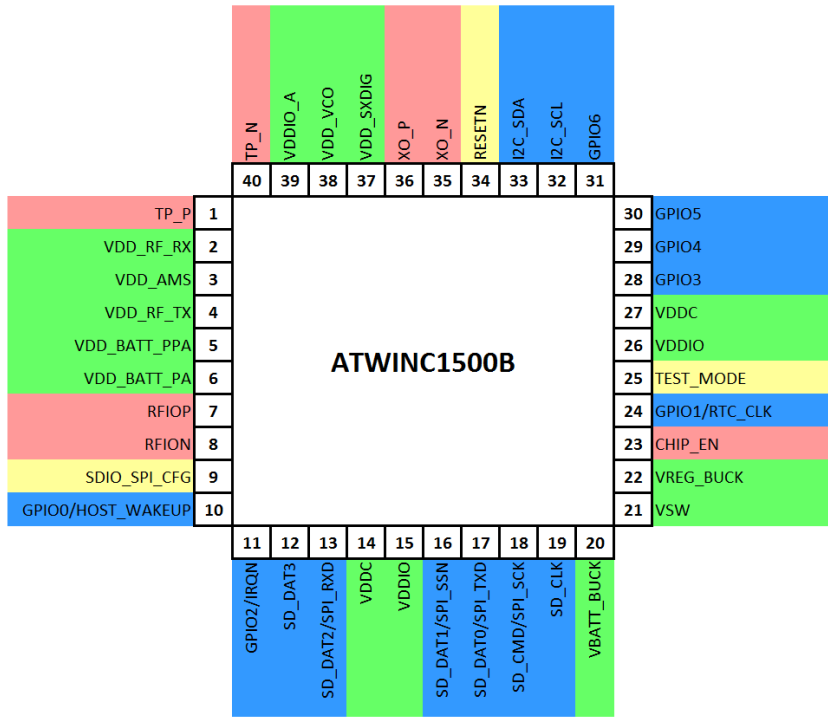 TP_N
VDDIO_A
VDD_VCO
VDD_SXDIG
XO_P
XO_N
RESETN
I2C_SDA
I2C_SCL
GPIO6
40 39 38 37 36 35 34 33 32 31
TP_P 1
VDD_RF_RX 2
VDD_AMS 3
VDD_RF_TX 4
VDD_BATT_PPA 5
VDD_BATT_PA 6
RFIOP 7
RFION 8
SDIO_SPI_CFG 9
GPIO0/HOST_WAKEUP 10
ATWINC1500B
30 GPIO5
29 GPIO4
28 GPIO3
27 VDDC
26 VDDIO
25 TEST_MODE
24 GPIO1/RTC_CLK
23 CHIP_EN
22 VREG_BUCK
21 VSW
11 12 13 14 15 16 17 18 19 20
GPIO2/IRQN
SD_DAT3
SD_DAT2/SPI_RXD
VDDC
VDDIO
SD_DAT1/SPI_SSN
SD_DAT0/SPI_TXD
SD_CMD/SPI_SCK
SD_CLK
VBATT_BUCK